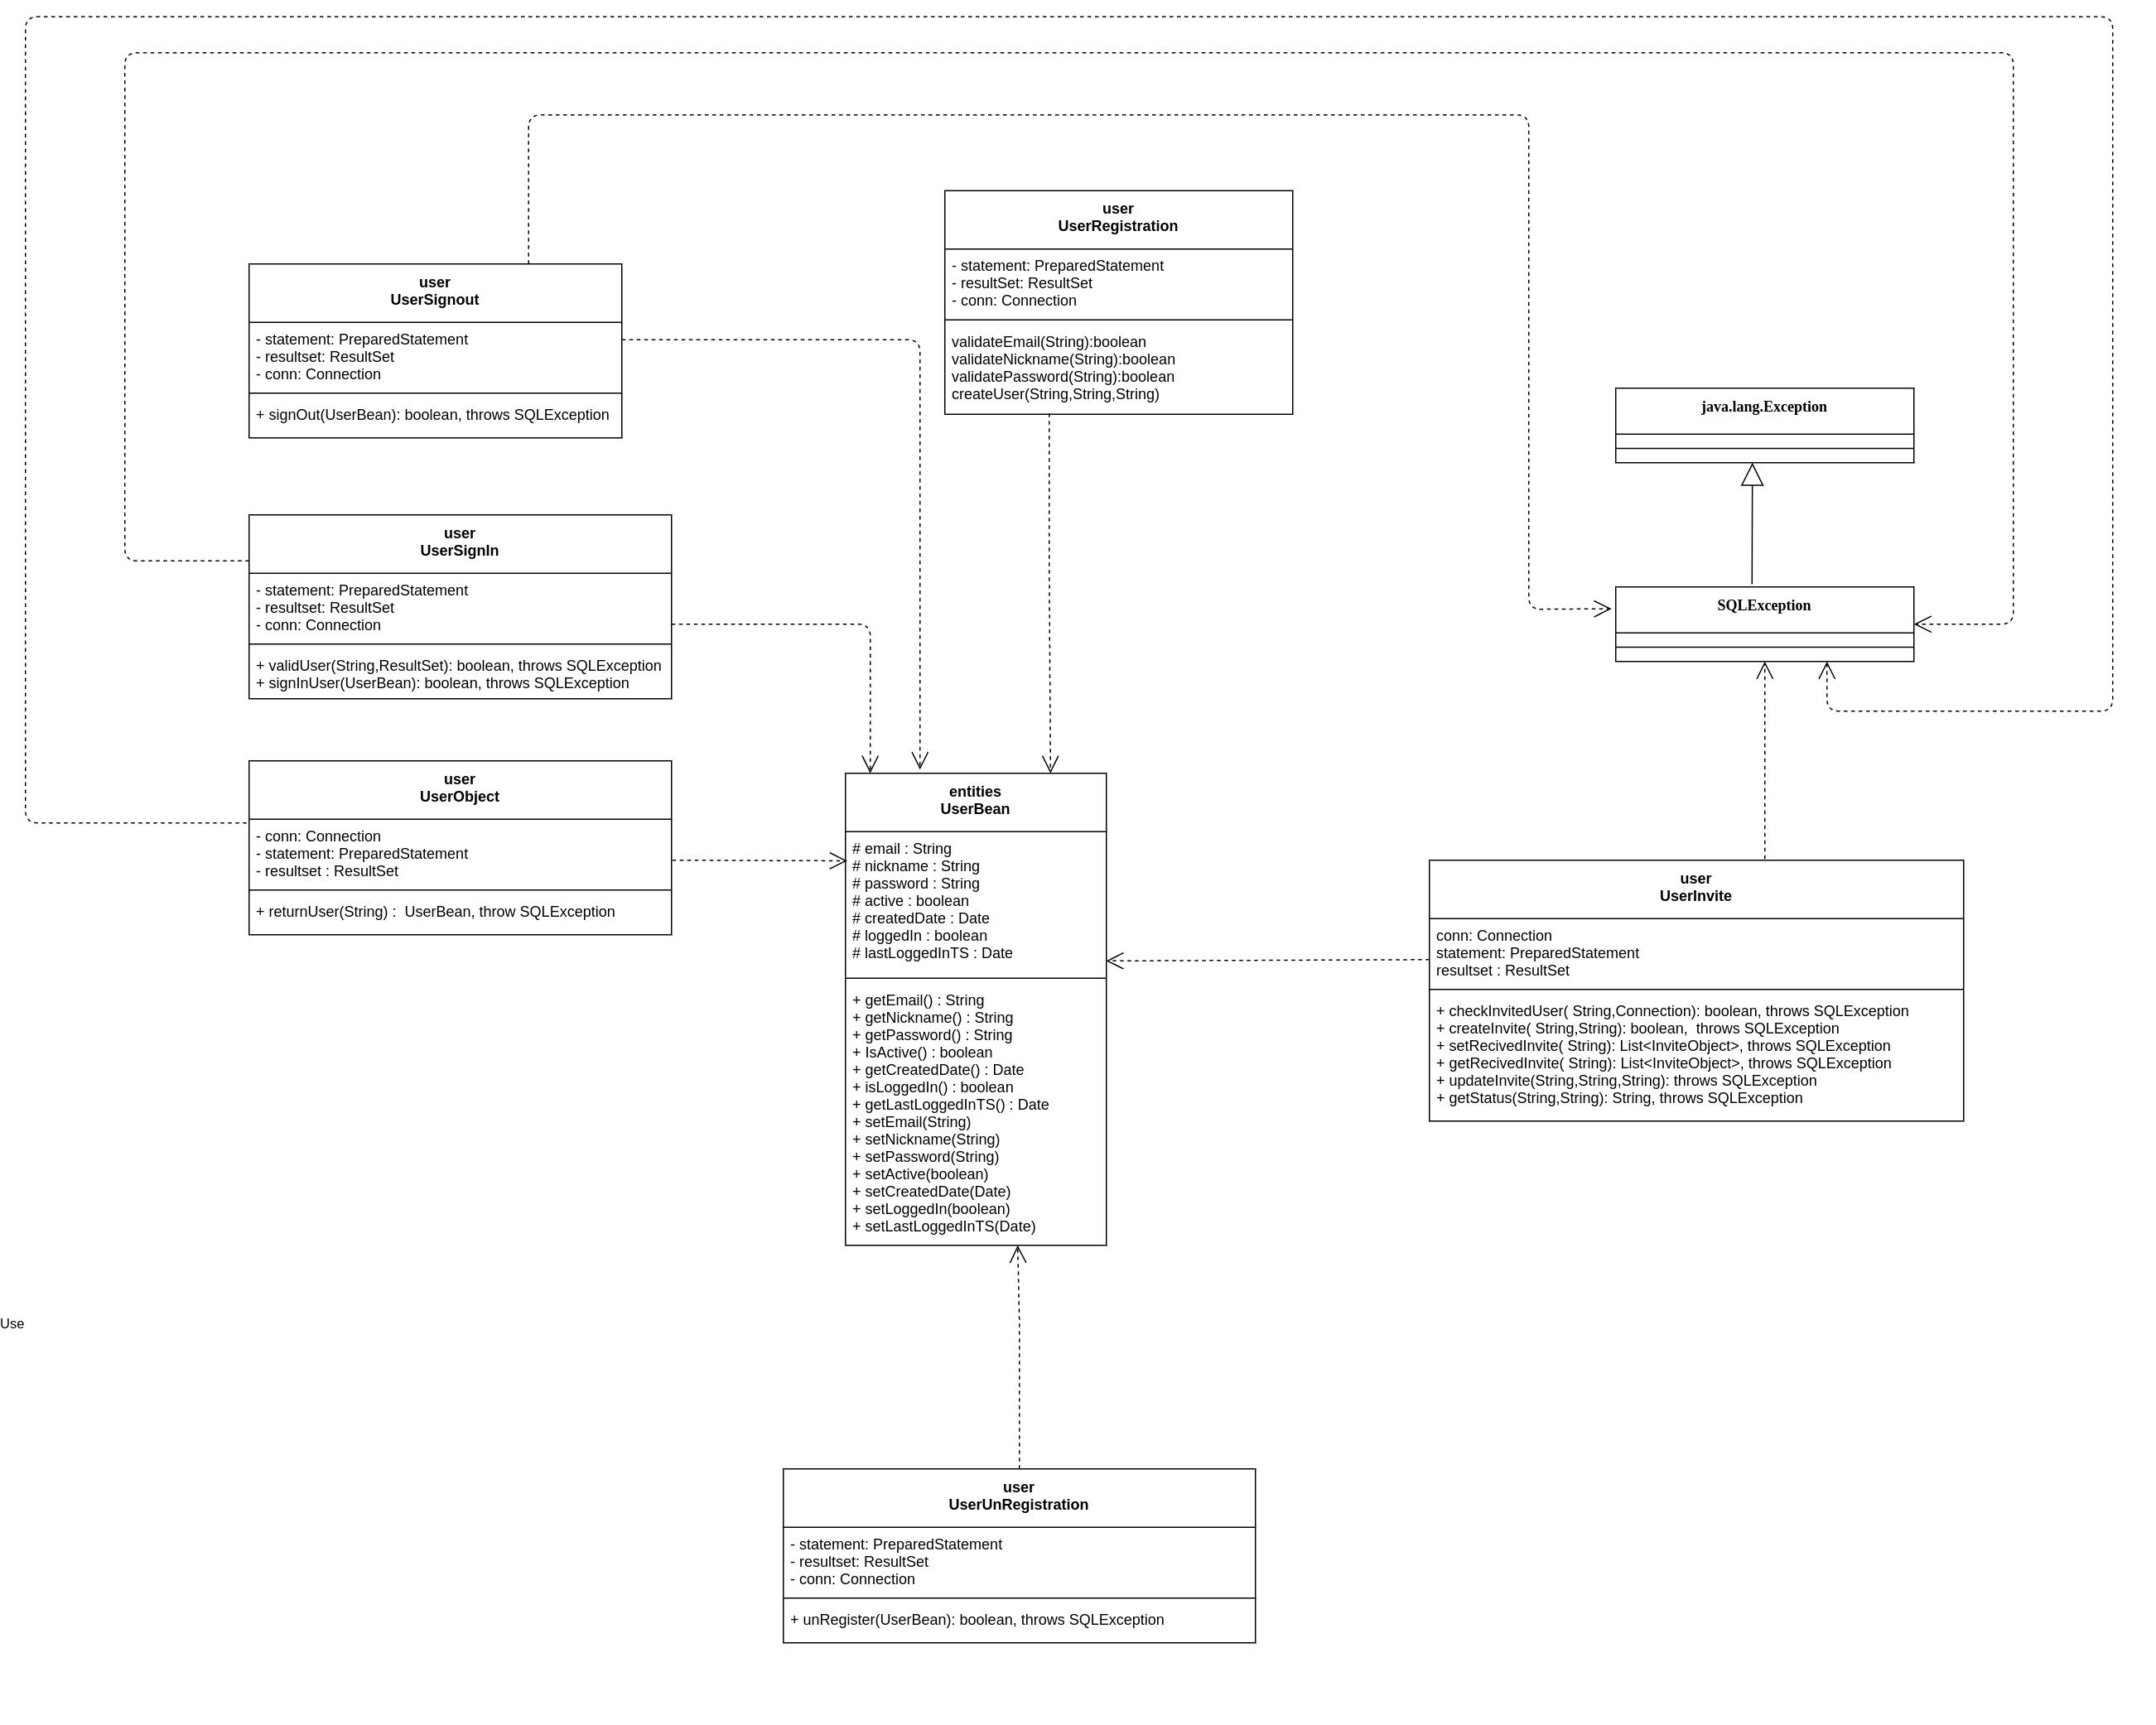 user
UserRegistration
- statement: PreparedStatement
- resultSet: ResultSet
- conn: Connection
validateEmail(String):boolean
validateNickname(String):boolean
validatePassword(String):boolean
createUser(String,String,String)
user
UserSignout
- statement: PreparedStatement
- resultset: ResultSet
- conn: Connection
+ signOut(UserBean): boolean, throws SQLException
java.lang.Exception
user
UserSignIn
- statement: PreparedStatement
- resultset: ResultSet
- conn: Connection
+ validUser(String,ResultSet): boolean, throws SQLException
+ signInUser(UserBean): boolean, throws SQLException
SQLException
user
UserObject
- conn: Connection
- statement: PreparedStatement
- resultset : ResultSet
+ returnUser(String) :  UserBean, throw SQLException
entities
UserBean
# email : String
# nickname : String
# password : String
# active : boolean
# createdDate : Date
# loggedIn : boolean
# lastLoggedInTS : Date
+ getEmail() : String
+ getNickname() : String
+ getPassword() : String
+ IsActive() : boolean
+ getCreatedDate() : Date
+ isLoggedIn() : boolean
+ getLastLoggedInTS() : Date
+ setEmail(String)
+ setNickname(String)
+ setPassword(String)
+ setActive(boolean)
+ setCreatedDate(Date)
+ setLoggedIn(boolean)
+ setLastLoggedInTS(Date)
user
UserInvite
conn: Connection
statement: PreparedStatement
resultset : ResultSet
+ checkInvitedUser( String,Connection): boolean, throws SQLException
+ createInvite( String,String): boolean,  throws SQLException
+ setRecivedInvite( String): List<InviteObject>, throws SQLException
+ getRecivedInvite( String): List<InviteObject>, throws SQLException
+ updateInvite(String,String,String): throws SQLException
+ getStatus(String,String): String, throws SQLException
Use
user
UserUnRegistration
- statement: PreparedStatement
- resultset: ResultSet
- conn: Connection
+ unRegister(UserBean): boolean, throws SQLException